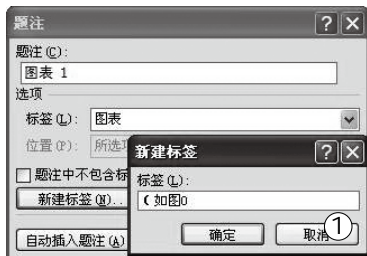 题注
题注(C):
图表 1
选项
标签(L): 图表
位置(P): 所选
新建标签
标签(L):
(如图0
题注中不包含标
新建标签(N)..
自动插入题注(A)
确定
取消
①